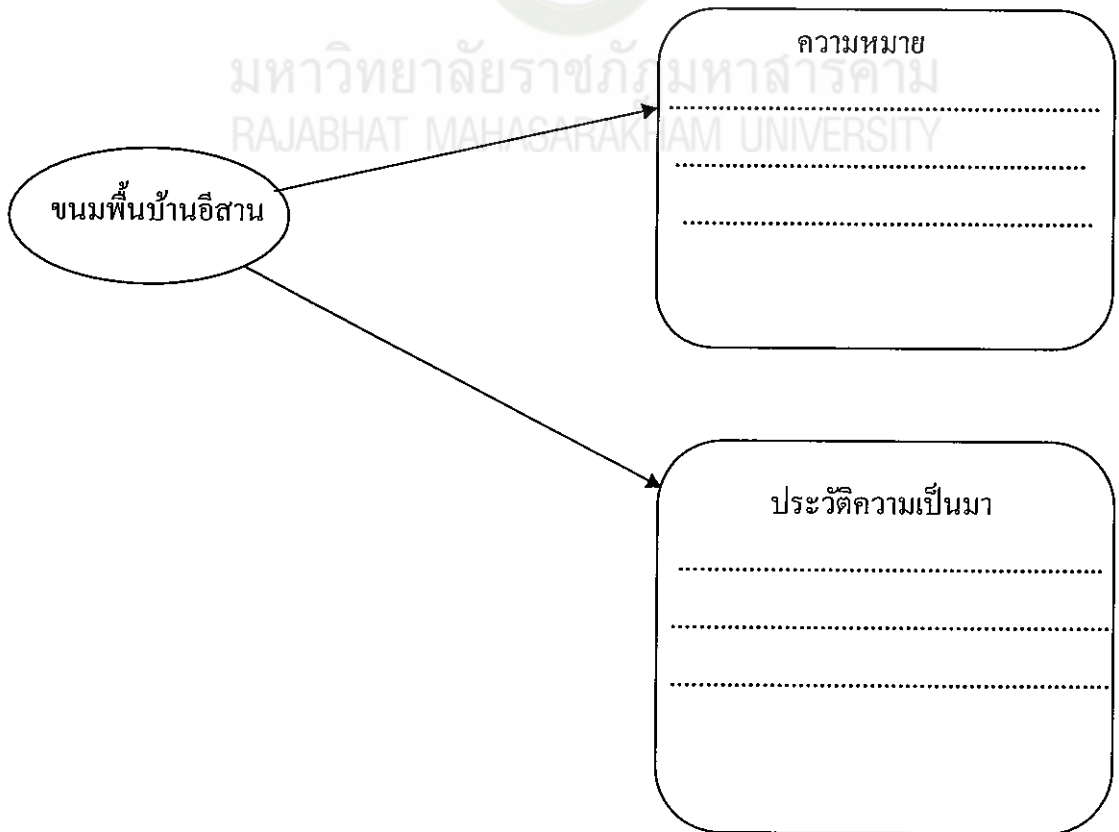 ความหมาย
มหาวิทยาลัยราชภัฏมหาสารคาม
RAJABHAT MAHASARAKHAM UNIVERSITY
ขนมพื้นบ้านอีสาน
ประวัติความเป็นมา